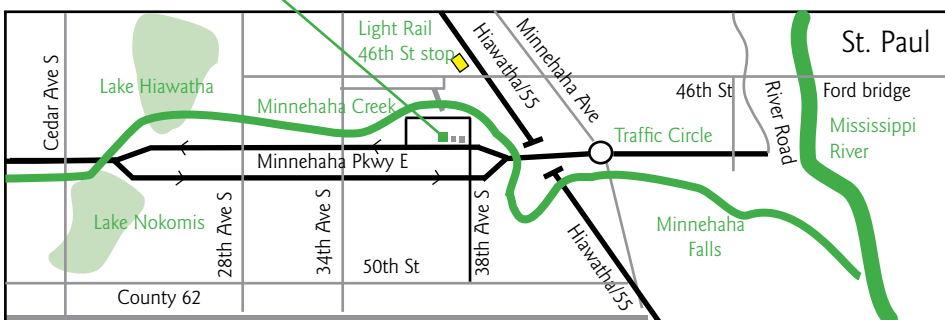 Light Rail
46th St stop
Hiawatha/55
Minnehaha Ave
St. Paul
Cedar Ave S
Lake Hiawatha
Minnehaha Creek
46th St
River Road
Ford bridge
Mississippi
River
Traffic Circle
Minnehaha Pkwy E
Lake Nokomis
28th Ave S
34th Ave S
50th St
38th Ave S
Hiawatha/55
Minnehaha
Falls
County 62